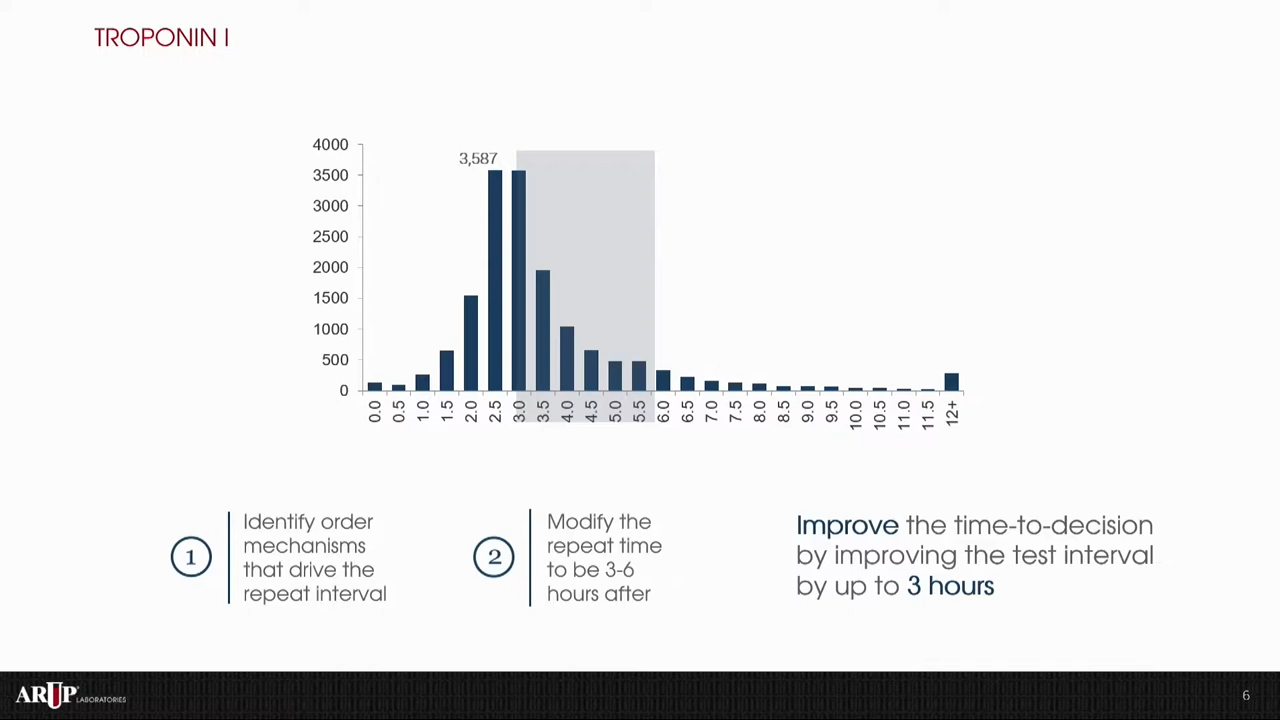 TROPONIN I
4000
3500
3000
2500
2000
1500
1000
500
0
3,587
0.0 0.5 1.0 1.5 2.0 2.5 3.0 3.5 4.0 4.5 5.0 5.5 6.0 6.5 7.0 7.5 8.0 8.5 9.0 9.5 10.0 10.5 11.0 11.5 12+
1
Identify order
mechanisms
that drive the
repeat interval
2
Modify the
repeat time
to be 3-6
hours after
Improve the time-to-decision
by improving the test interval
by up to 3 hours
ARUP LABORATORIES
6